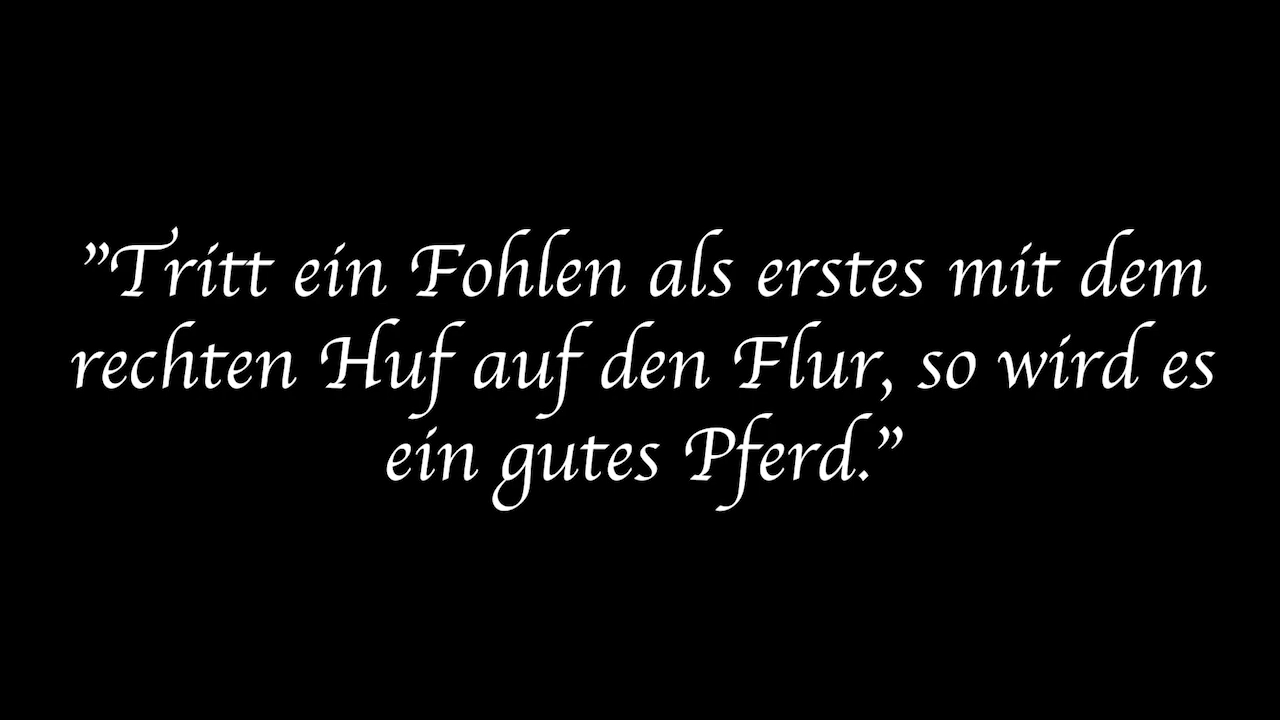 "Tritt ein Fohlen als erstes mit dem
rechten Huf auf den Flur, so wird es
ein gutes Pferd."